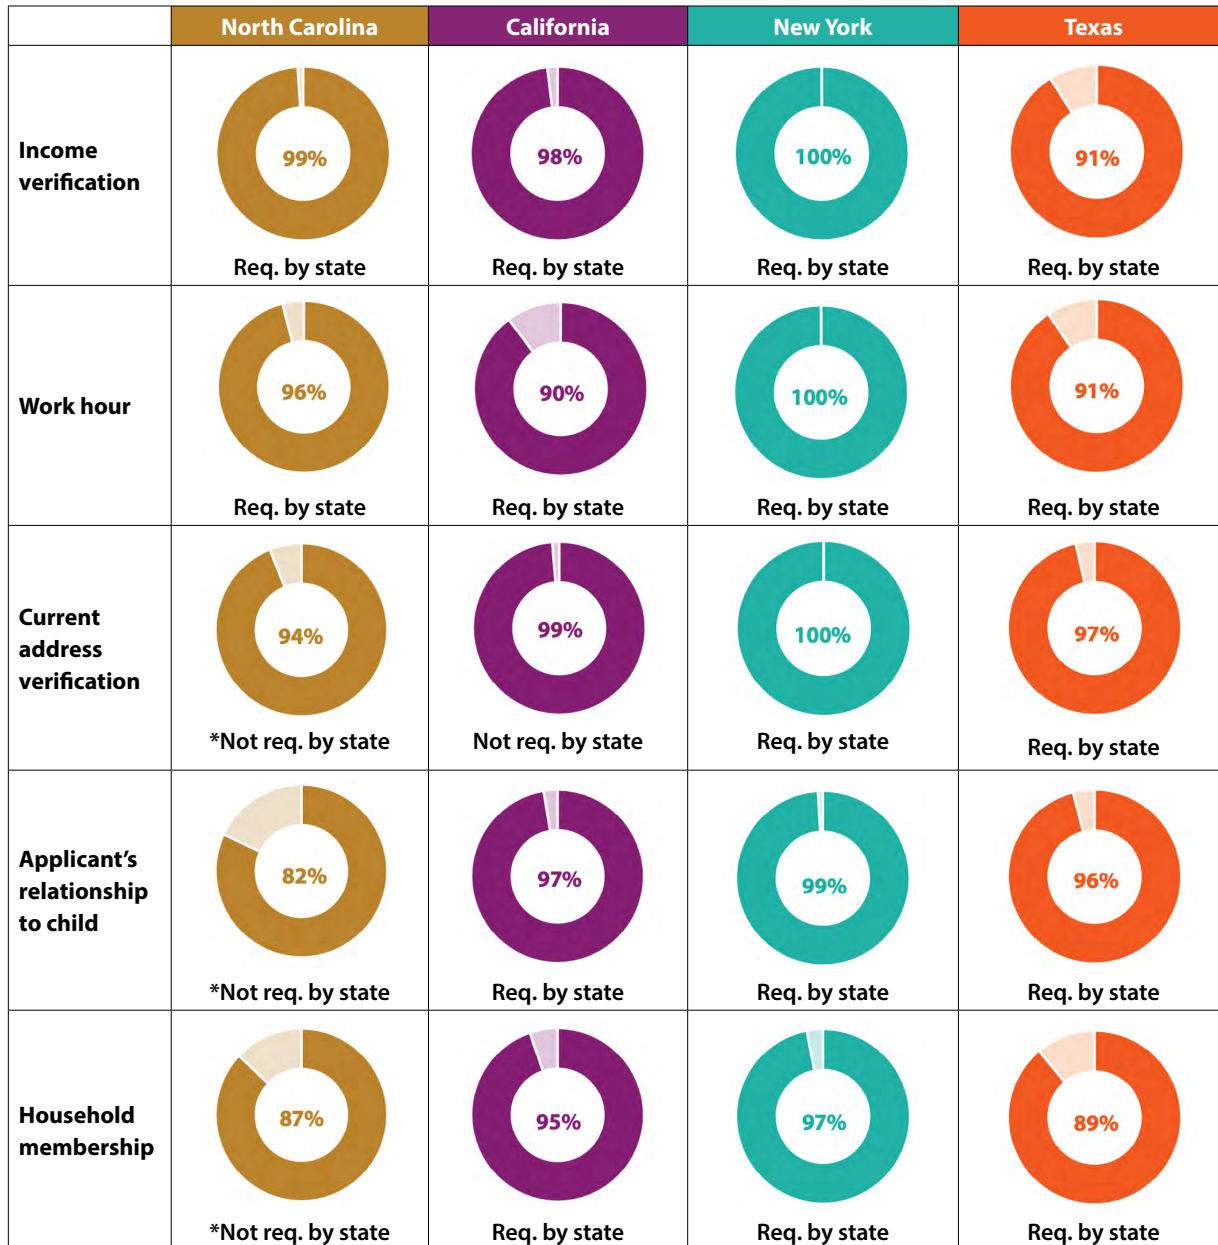 North Carolina California New York Texas
Income
verification
99% 98% 100% 91%
Req. by state Req. by state Req. by state Req. by state
Work hour
96% 90% 100% 91%
Req. by state Req. by state Req. by state Req. by state
Current
address
verification
94% 99% 100% 97%
*Not req. by state Not req. by state Req. by state Req. by state
Applicant’s
relationship
to child
82% 97% 99% 96%
*Not req. by state Req. by state Req. by state Req. by state
Household
membership
87% 95% 97% 89%
*Not req. by state Req. by state Req. by state Req. by state